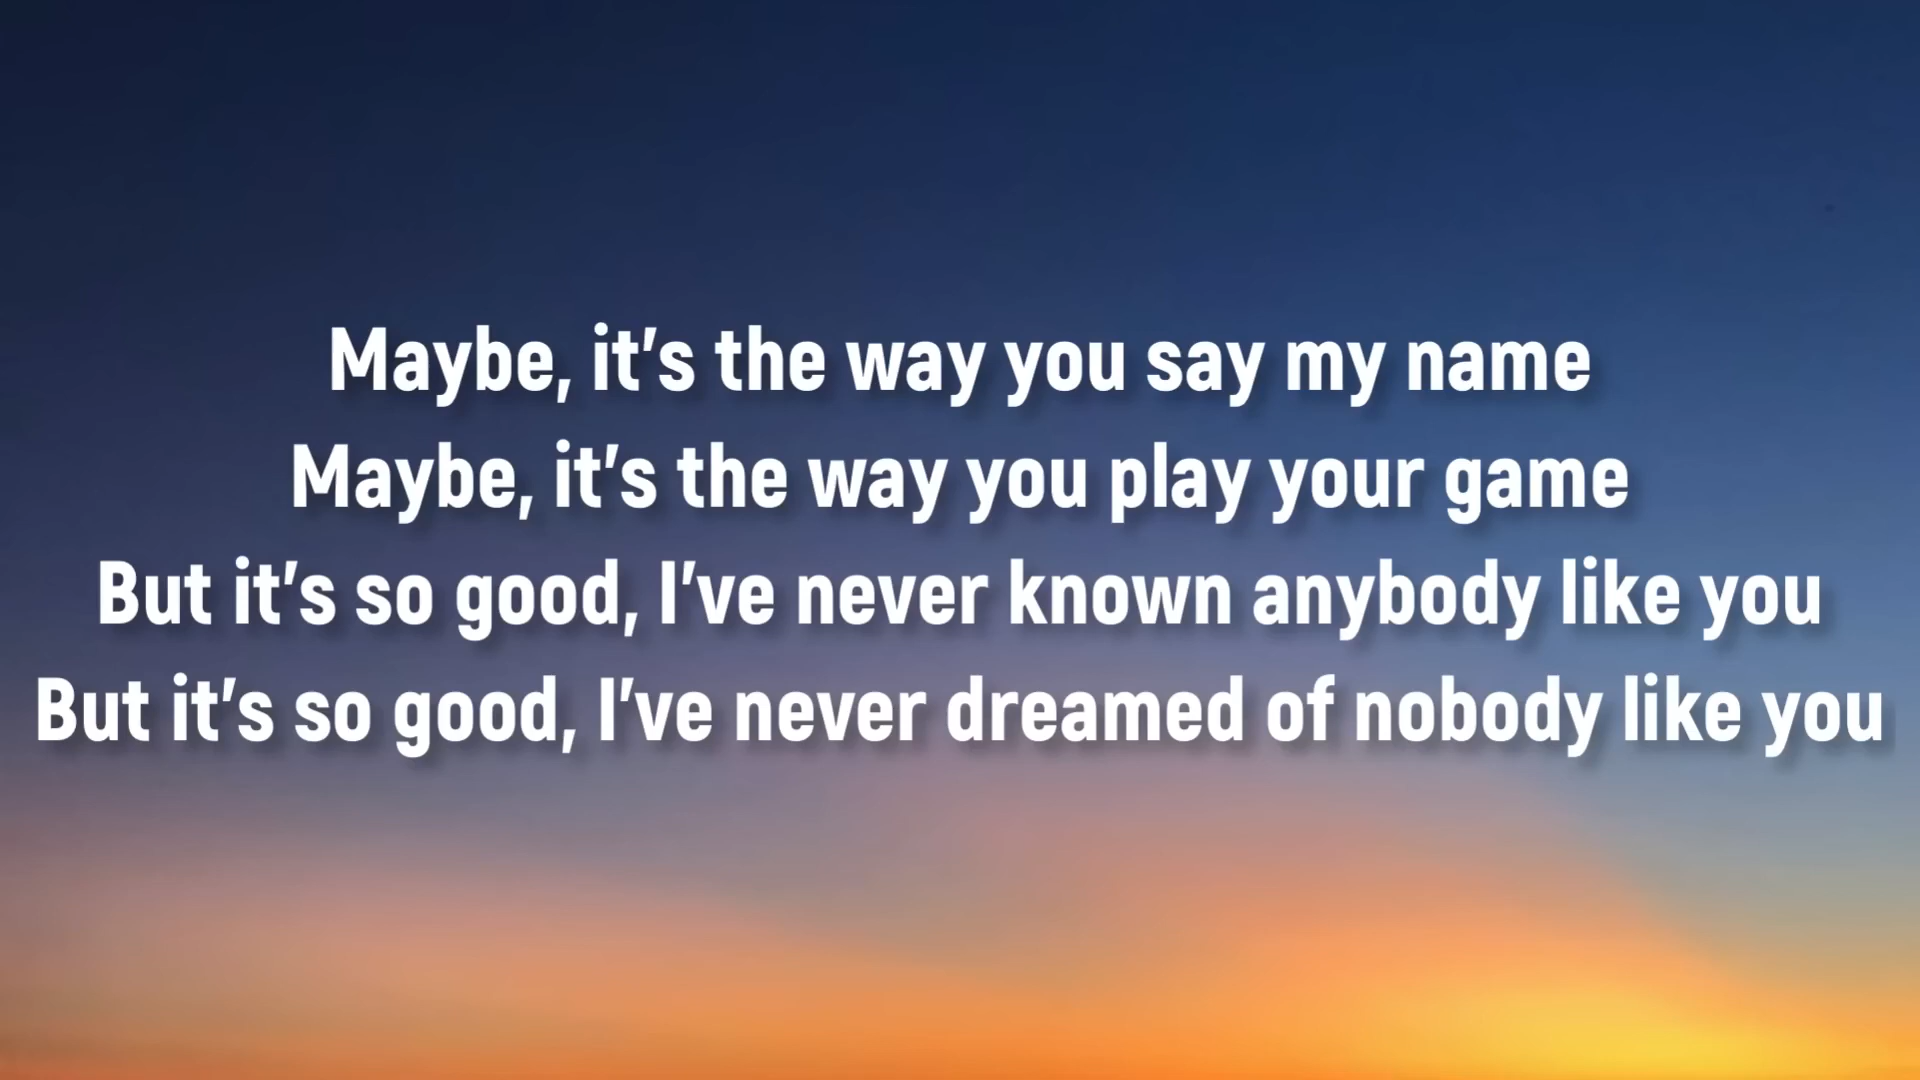 Maybe, it's the way you say my name
Maybe, it's the way you play your game
But it's so good, I've never known anybody like you
But it's so good, I've never dreamed of nobody like you